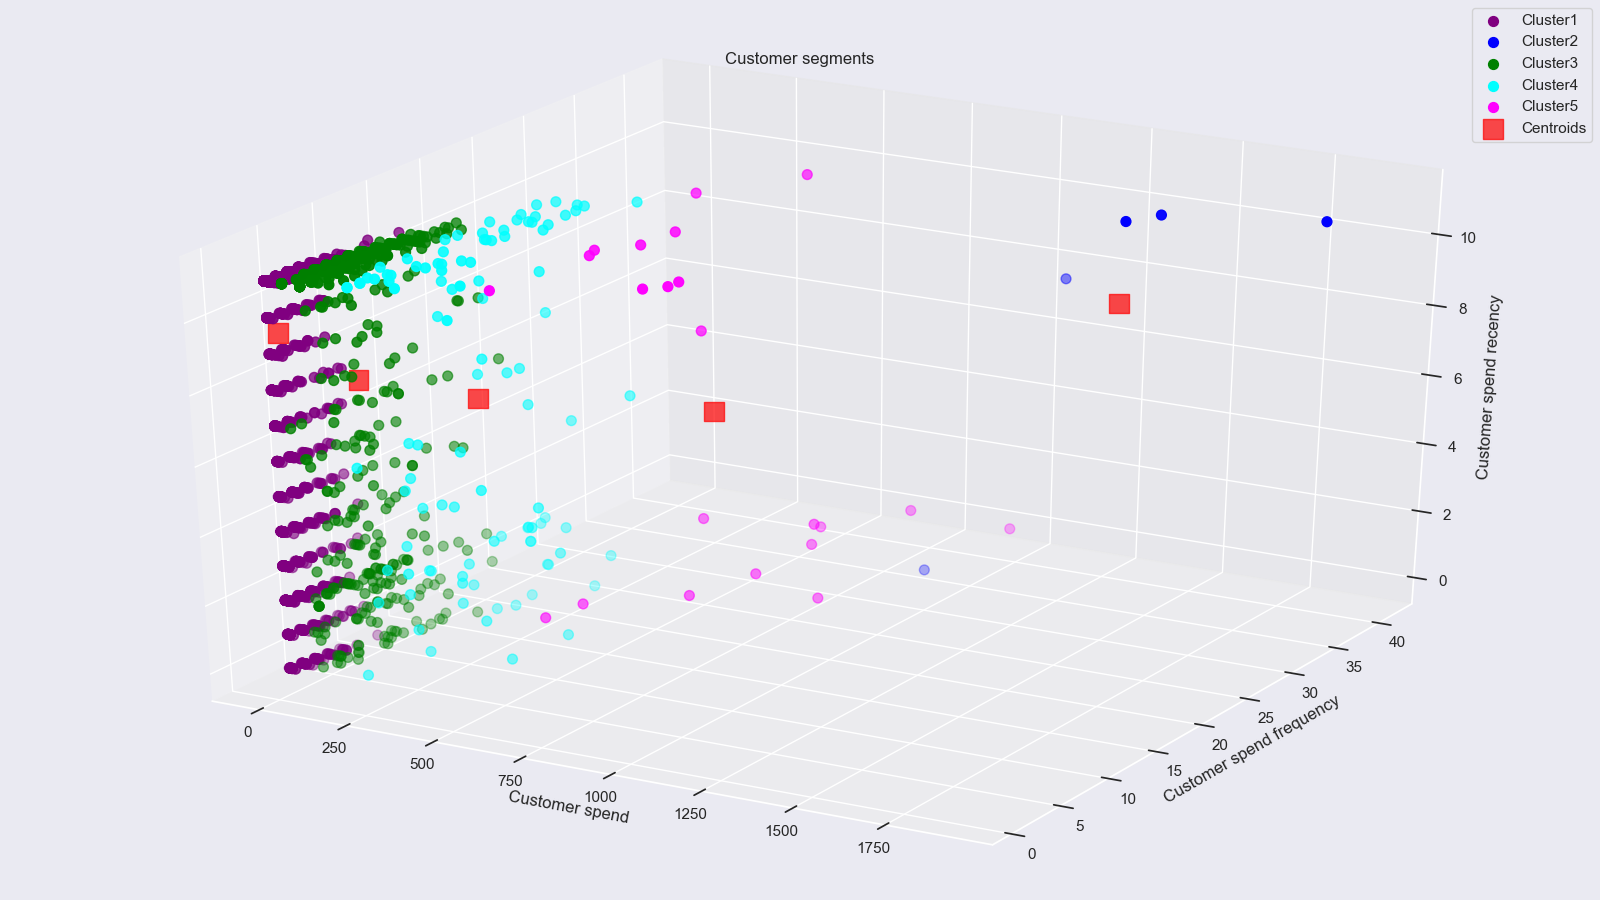 Customer segments
Cluster1
Cluster2
Cluster3
Cluster4
Cluster5
Centroids
10
8
6
4
2
0
Customer spend recency
40
35
30
25
20
15
10
5
0
Customer spend frequency
0
250
500
750
1000
1250
1500
1750
Customer spend